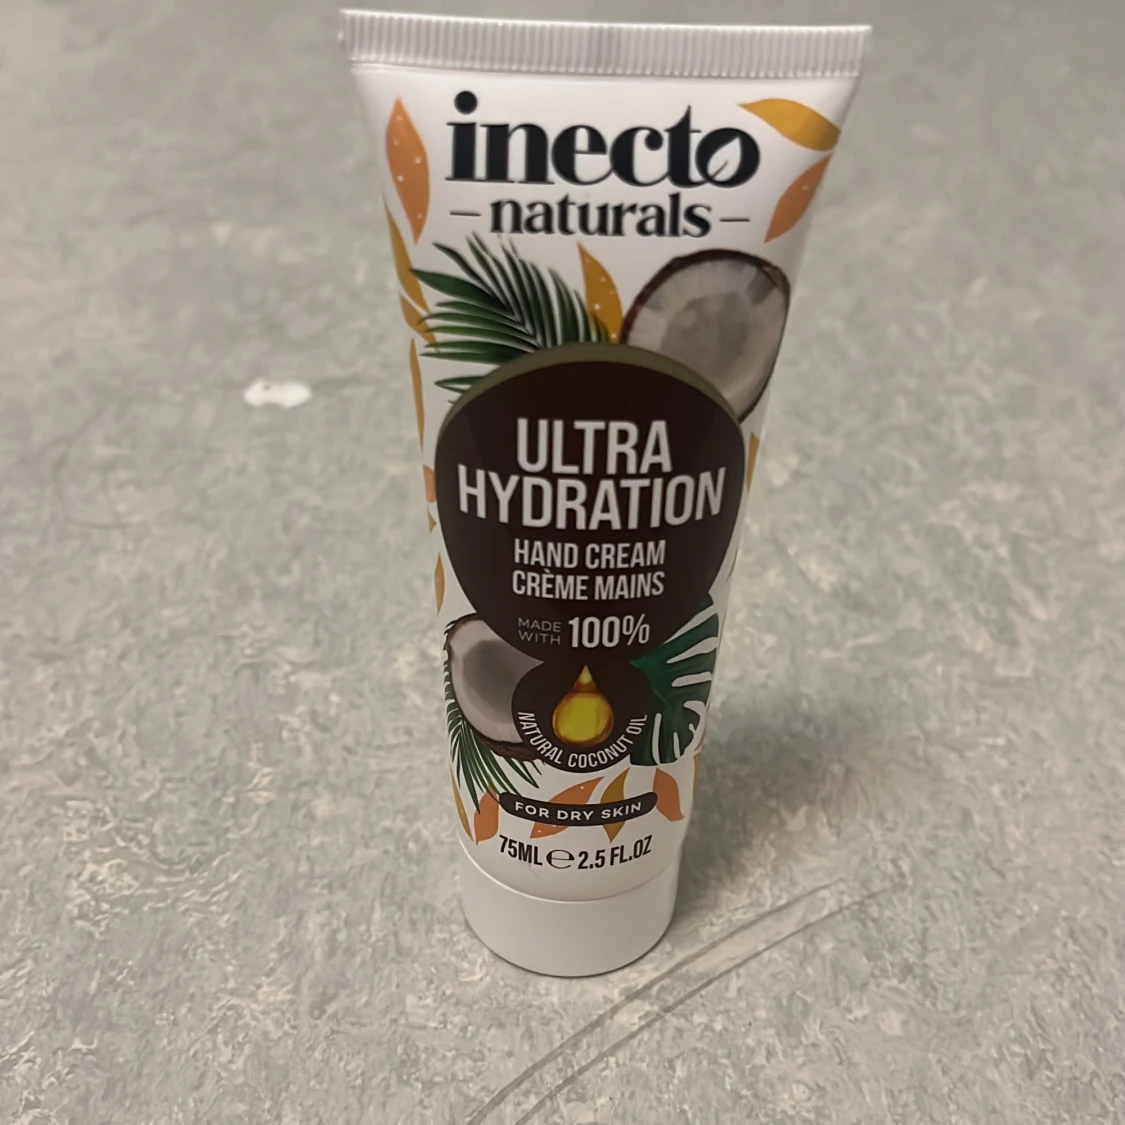 inecto
naturals
ULTRA
HYDRATION
HAND CREAM
CRÈME MAINS
MADE WITH 100%
NATURAL COCONUT OIL
FOR DRY SKIN
75ML ℮ 2.5 FL.OZ